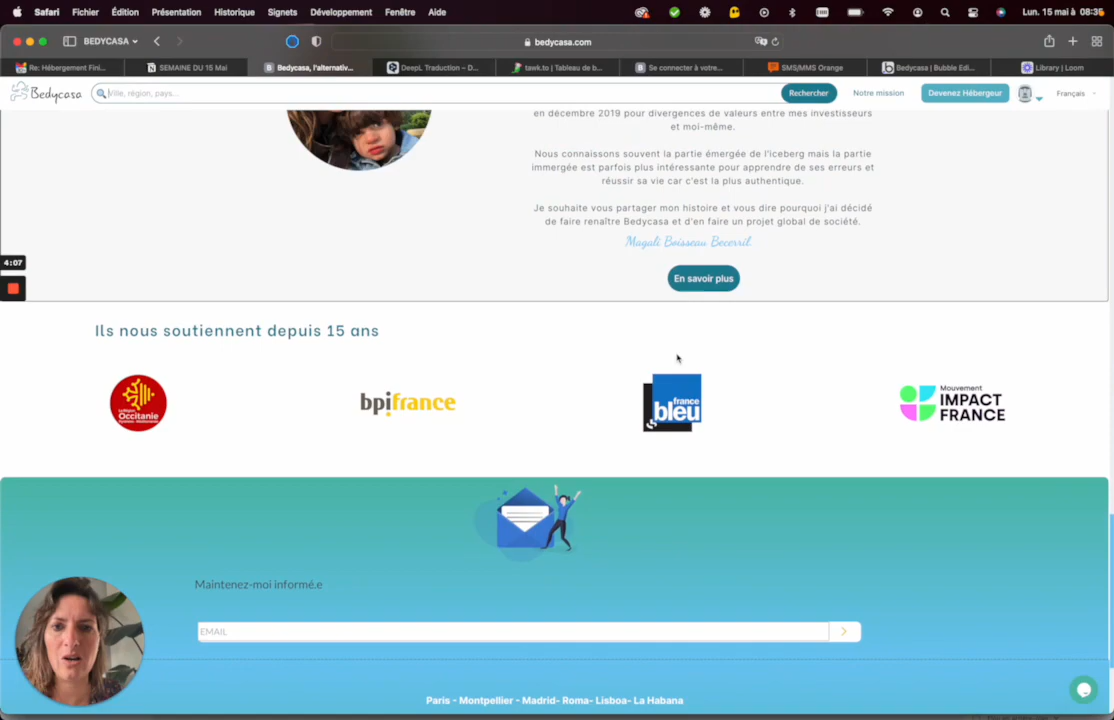 Safari Fichier Édition Présentation Historique Signets Développement Fenêtre Aide
Lun. 15 mai à 08:35
BEDYCASA
bedycasa.com
Re: Hébergement Fini...
SEMAINE DU 15 Mai
Bedycasa, l'alternativ...
DeepL Traduction – D...
tawk.to | Tableau de b...
Se connecter à votre...
SMS/MMS Orange
Bedycasa | Bubble Edi...
Library | Loom
Bedycasa
Ville, région, pays...
Rechercher
Notre mission
Devenez Hébergeur
Français
en décembre 2019 pour divergences de valeurs entre mes investisseurs
et moi-même.
Nous connaissons souvent la partie émergée de l'iceberg mais la partie
immergée est parfois plus intéressante pour apprendre de ses erreurs et
réussir sa vie car c'est la plus authentique.
Je souhaite vous partager mon histoire et vous dire pourquoi j'ai décidé
de faire renaître Bedycasa et d'en faire un projet global de société.
Magali Boisseau Becerril.
En savoir plus
4:07
Ils nous soutiennent depuis 15 ans
Occitanie
bpifrance
france
bleu
Mouvement
IMPACT
FRANCE
Maintenez-moi informé.e
EMAIL
Paris - Montpellier - Madrid- Roma- Lisboa- La Habana